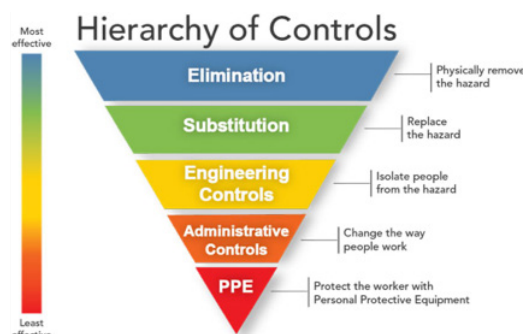 Hierarchy of Controls
Most
effective
Elimination
Physically remove
the hazard
Substitution
Replace
the hazard
Engineering
Controls
Isolate people
from the hazard
Administrative
Controls
Change the way
people work
PPE
Protect the worker with
Personal Protective Equipment
Least
effective